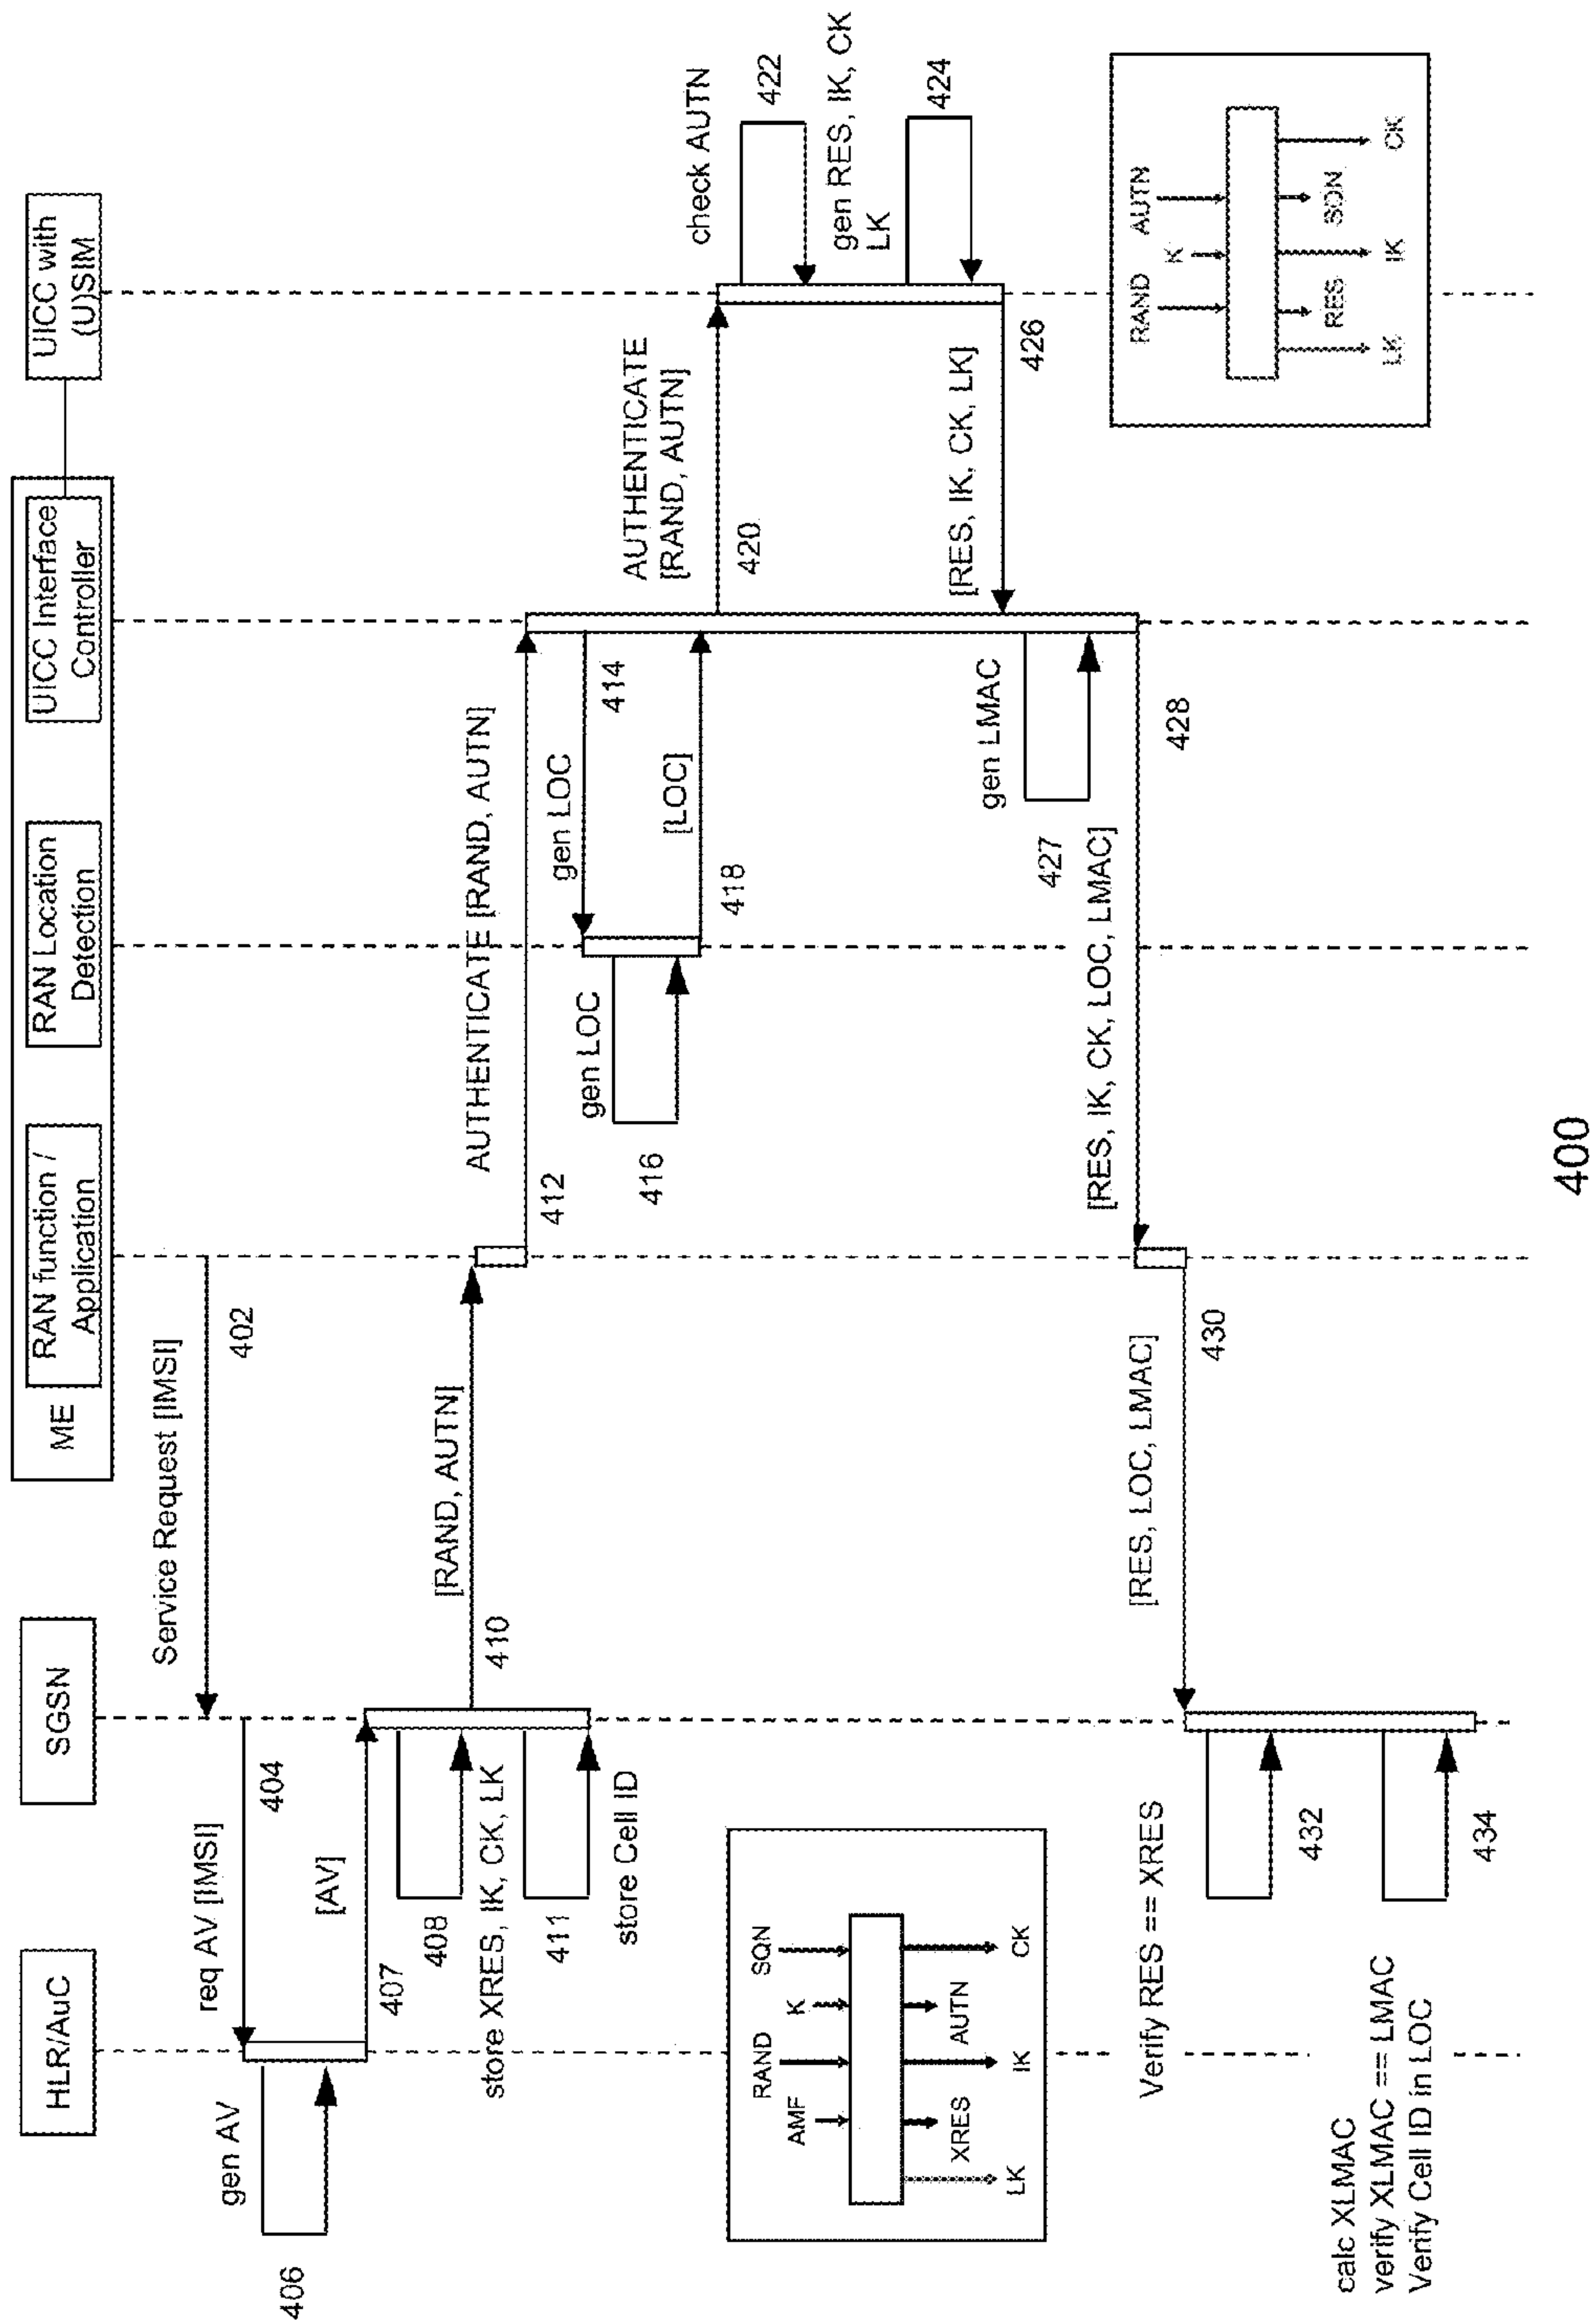 HLR/AuC
SGSN
ME
RAN function /
Application
RAN Location
Detection
UICC Interface
Controller
UICC with
(U)SIM
Service Request [IMSI]
402
req AV [IMSI]
404
gen AV
406
[AV]
407
408
store XRES, IK, CK, LK
[RAND, AUTN]
410
411
store Cell ID
AUTHENTICATE [RAND, AUTN]
412
gen LOC
414
gen LOC
416
[LOC]
418
AUTHENTICATE
[RAND, AUTN]
420
check AUTN
422
gen RES, IK, CK
LK
424
[RES, IK, CK, LK]
426
gen LMAC
427
[RES, IK, CK, LOC, LMAC]
428
[RES, LOC, LMAC]
430
Verify RES == XRES
432
calc XLMAC
verify XLMAC == LMAC
Verify Cell ID in LOC
434
AMF
RAND
K
SQN
LK
XRES
IK
AUTN
CK
RAND
K
AUTN
LK
RES
IK
SQN
CK
400